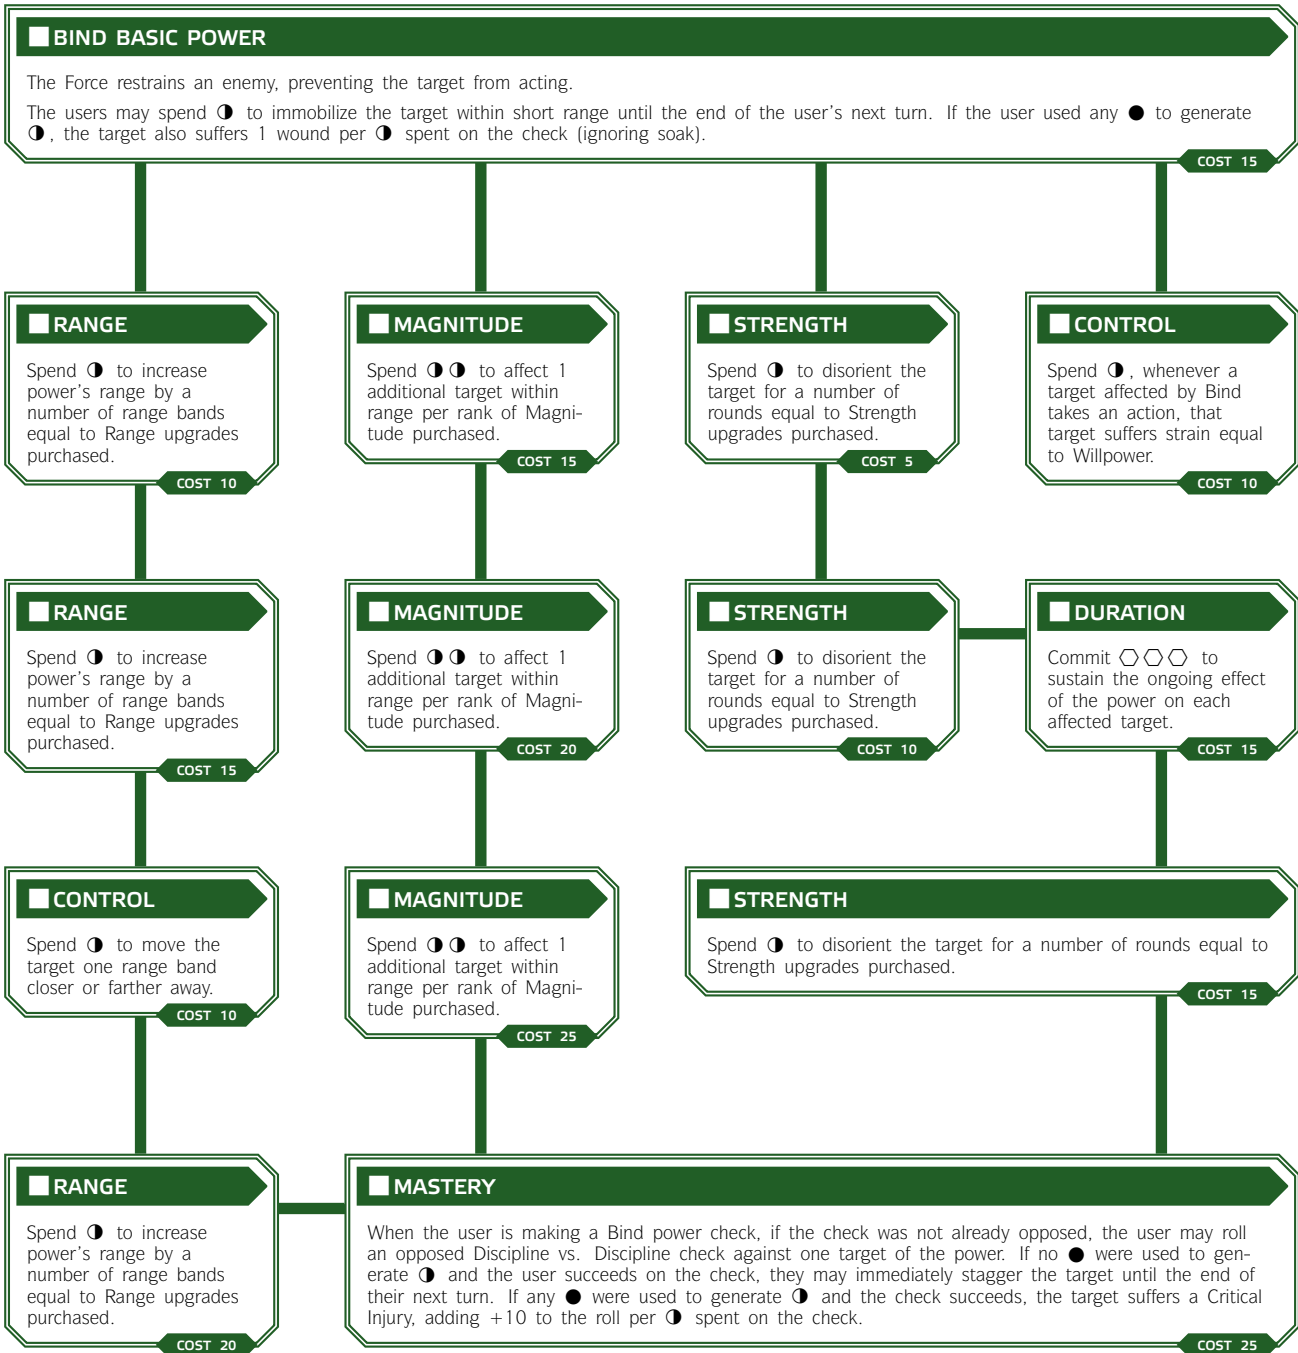 BIND BASIC POWER
The Force restrains an enemy, preventing the target from acting.
The users may spend ◑ to immobilize the target within short range until the end of the user's next turn. If the user used any ● to generate
◑, the target also suffers 1 wound per ◑ spent on the check (ignoring soak).
COST 15
RANGE
Spend ◑ to increase
power's range by a
number of range bands
equal to Range upgrades
purchased.
COST 10
MAGNITUDE
Spend ◑◑ to affect 1
additional target within
range per rank of Magni-
tude purchased.
COST 15
STRENGTH
Spend ◑ to disorient the
target for a number of
rounds equal to Strength
upgrades purchased.
COST 5
CONTROL
Spend ◑, whenever a
target affected by Bind
takes an action, that
target suffers strain equal
to Willpower.
COST 10
RANGE
Spend ◑ to increase
power's range by a
number of range bands
equal to Range upgrades
purchased.
COST 15
MAGNITUDE
Spend ◑◑ to affect 1
additional target within
range per rank of Magni-
tude purchased.
COST 20
STRENGTH
Spend ◑ to disorient the
target for a number of
rounds equal to Strength
upgrades purchased.
COST 10
DURATION
Commit ⬡⬡⬡ to
sustain the ongoing effect
of the power on each
affected target.
COST 15
CONTROL
Spend ◑ to move the
target one range band
closer or farther away.
COST 10
MAGNITUDE
Spend ◑◑ to affect 1
additional target within
range per rank of Magni-
tude purchased.
COST 25
STRENGTH
Spend ◑ to disorient the target for a number of rounds equal to
Strength upgrades purchased.
COST 15
RANGE
Spend ◑ to increase
power's range by a
number of range bands
equal to Range upgrades
purchased.
COST 20
MASTERY
When the user is making a Bind power check, if the check was not already opposed, the user may roll
an opposed Discipline vs. Discipline check against one target of the power. If no ● were used to gen-
erate ◑ and the user succeeds on the check, they may immediately stagger the target until the end of
their next turn. If any ● were used to generate ◑ and the check succeeds, the target suffers a Critical
Injury, adding +10 to the roll per ◑ spent on the check.
COST 25